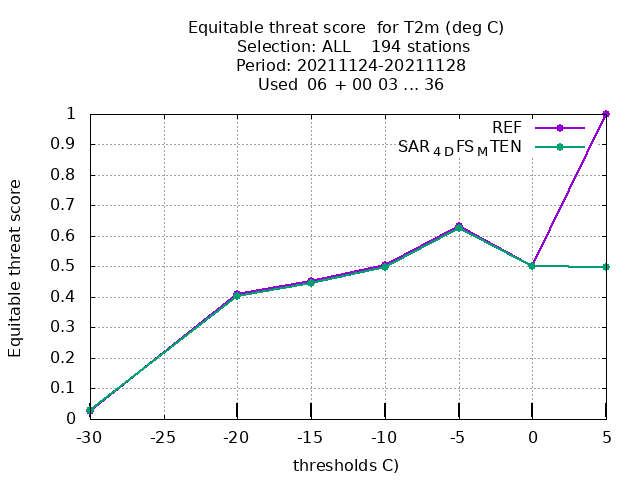 Equitable threat score  for T2m (deg C)
Selection: ALL    194 stations
Period: 20211124-20211128
Used  06 + 00 03 ... 36
REF
SAR4DFSMTEN
Equitable threat score
1
0.9
0.8
0.7
0.6
0.5
0.4
0.3
0.2
0.1
0
-30 -25 -20 -15 -10 -5 0 5
thresholds C)